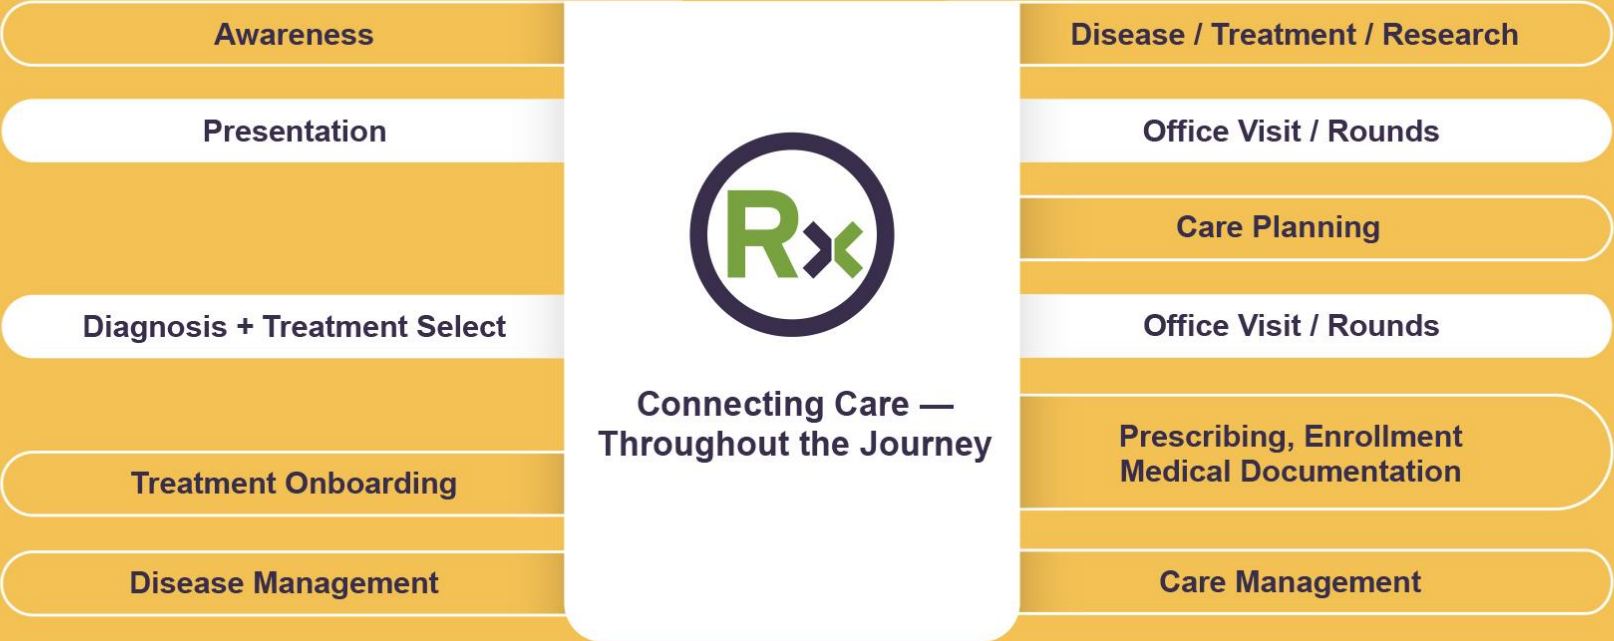 Awareness
Presentation
Diagnosis + Treatment Select
Treatment Onboarding
Disease Management
Rx
Connecting Care —
Throughout the Journey
Disease / Treatment / Research
Office Visit / Rounds
Care Planning
Office Visit / Rounds
Prescribing, Enrollment
Medical Documentation
Care Management